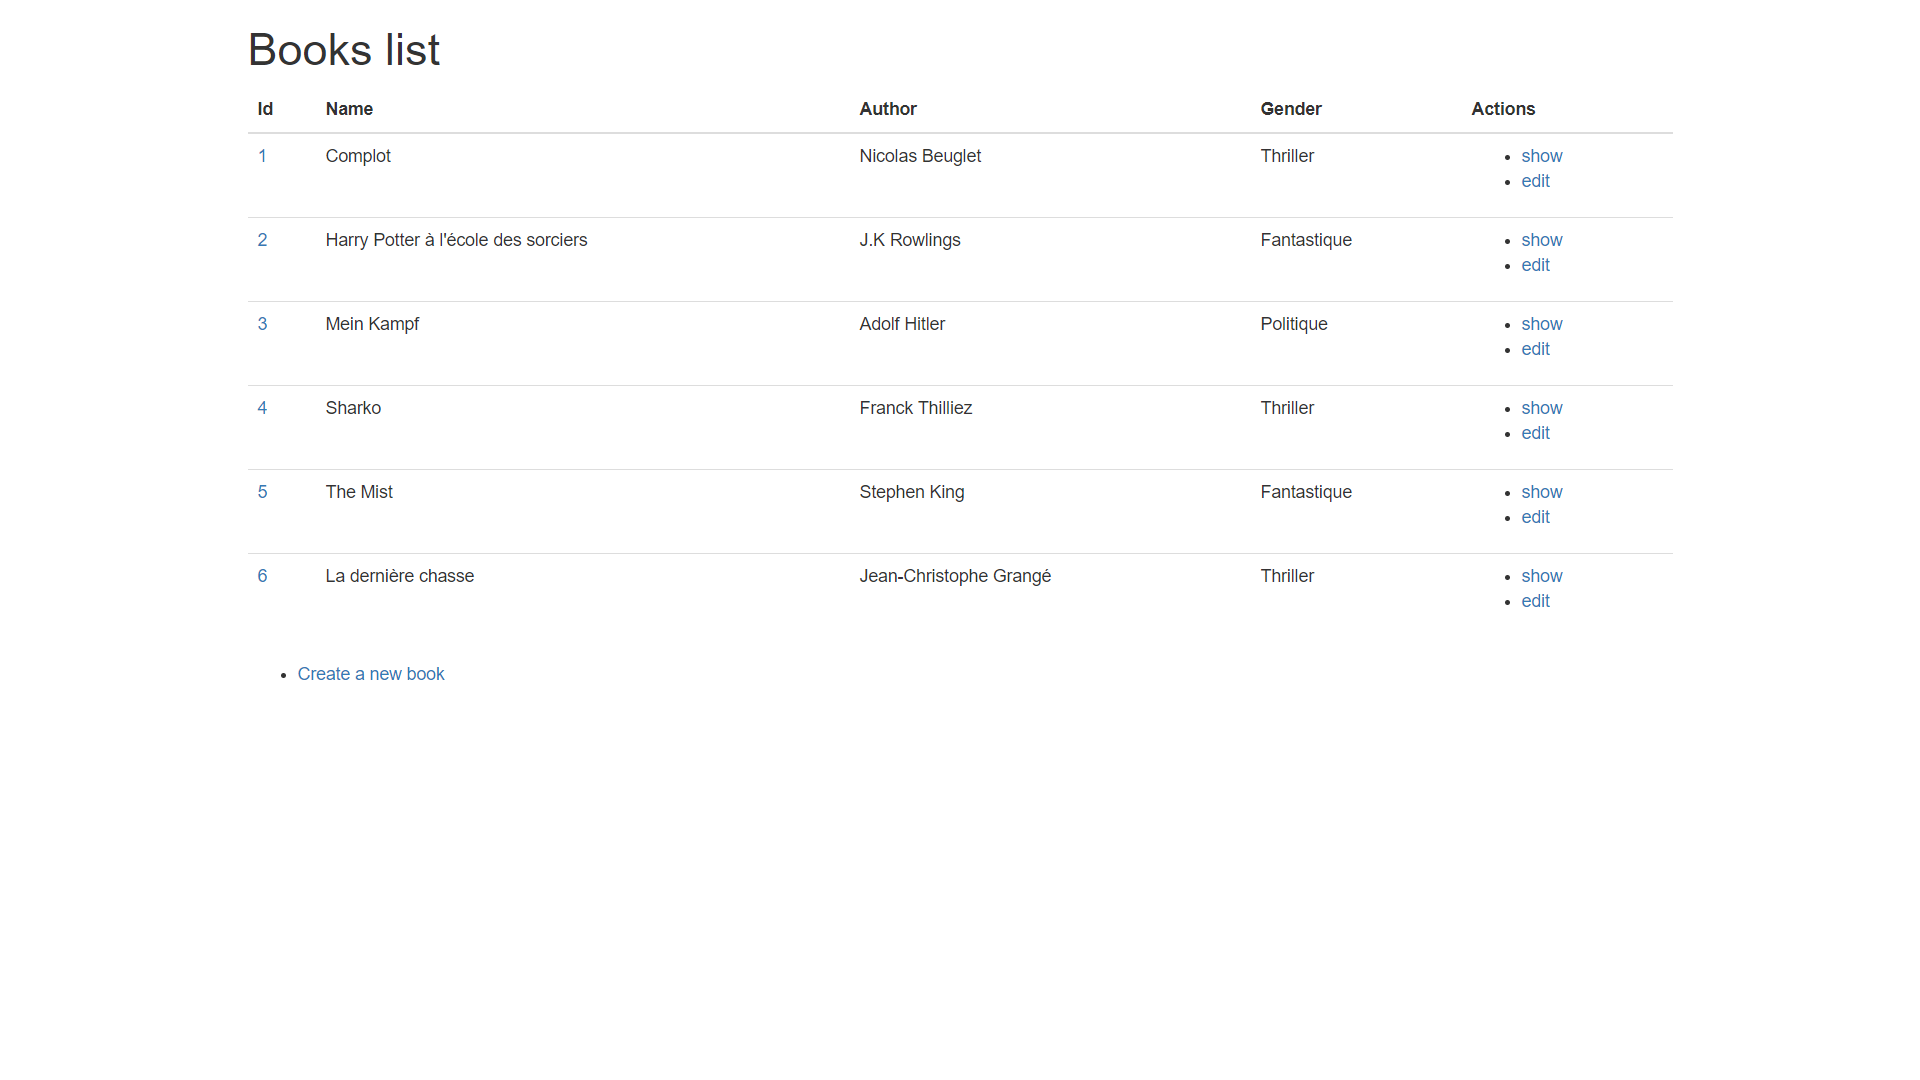 Books list
Id Name Author Gender Actions
1 Complot Nicolas Beuglet Thriller show
edit
2 Harry Potter à l'école des sorciers J.K Rowlings Fantastique show
edit
3 Mein Kampf Adolf Hitler Politique show
edit
4 Sharko Franck Thilliez Thriller show
edit
5 The Mist Stephen King Fantastique show
edit
6 La dernière chasse Jean-Christophe Grangé Thriller show
edit
Create a new book